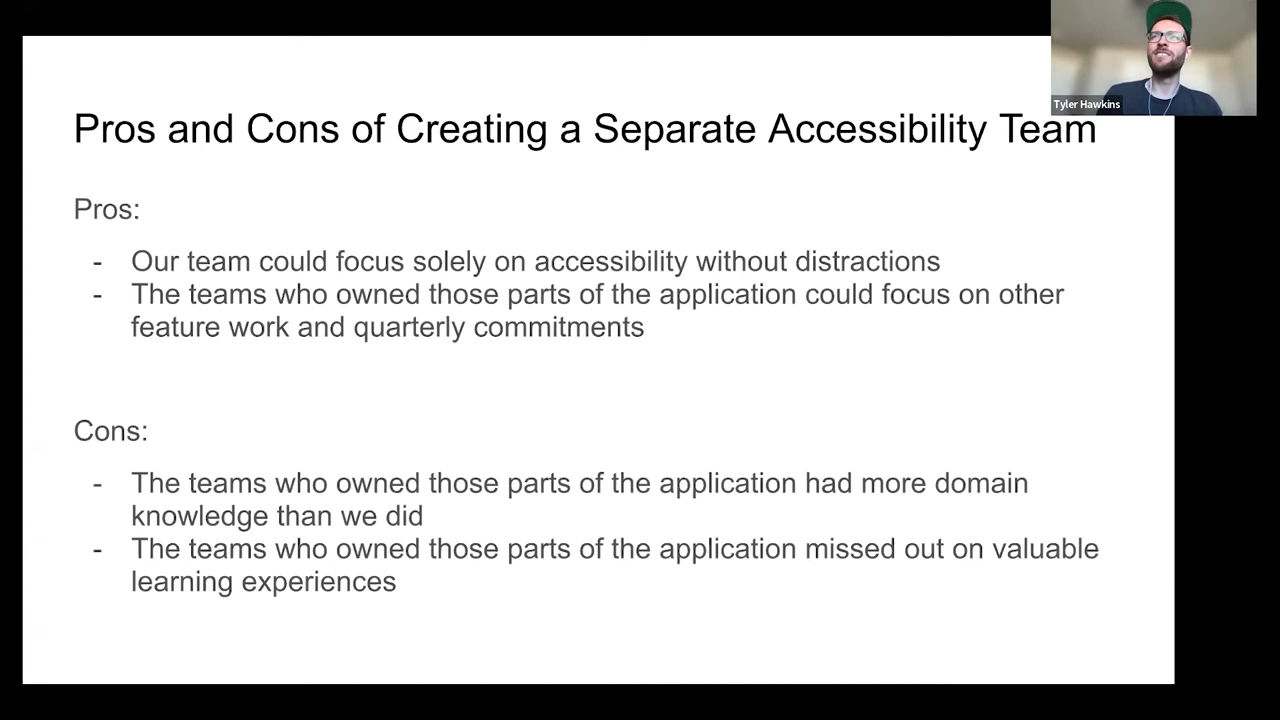 Pros and Cons of Creating a Separate Accessibility Team
Tyler Hawkins
Pros:
- Our team could focus solely on accessibility without distractions
- The teams who owned those parts of the application could focus on other
feature work and quarterly commitments
Cons:
- The teams who owned those parts of the application had more domain
knowledge than we did
- The teams who owned those parts of the application missed out on valuable
learning experiences